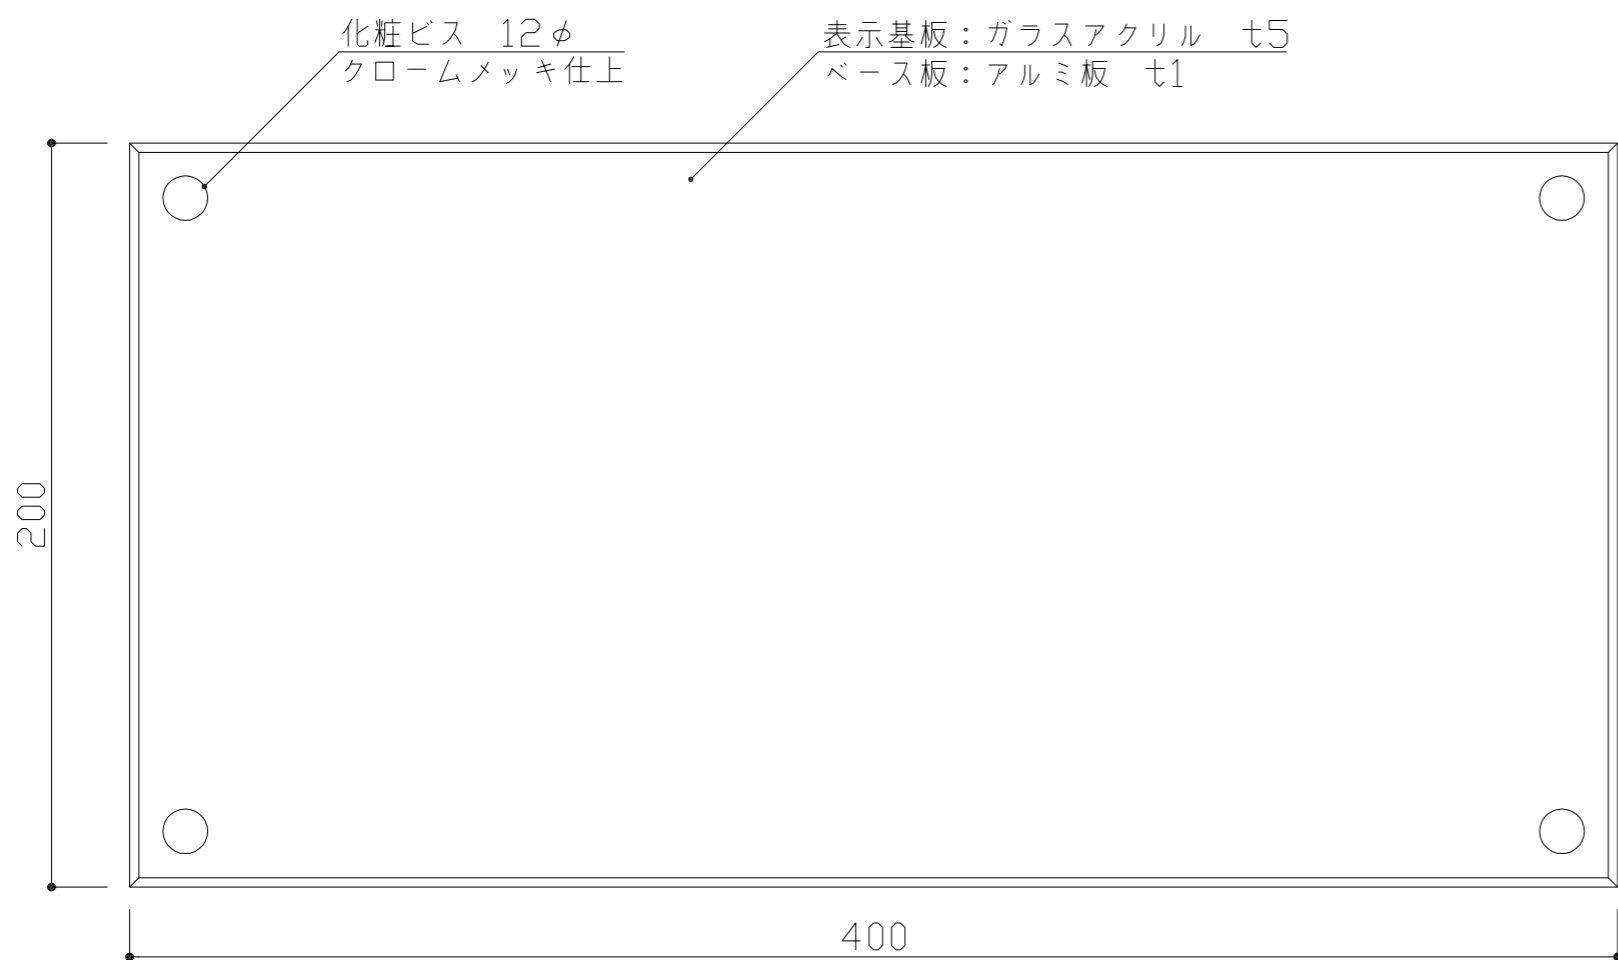 化粧ビス 12φ
クロームメッキ仕上
表示基板：ガラスアクリル t5
ベース板：アルミ板 t1
200
400